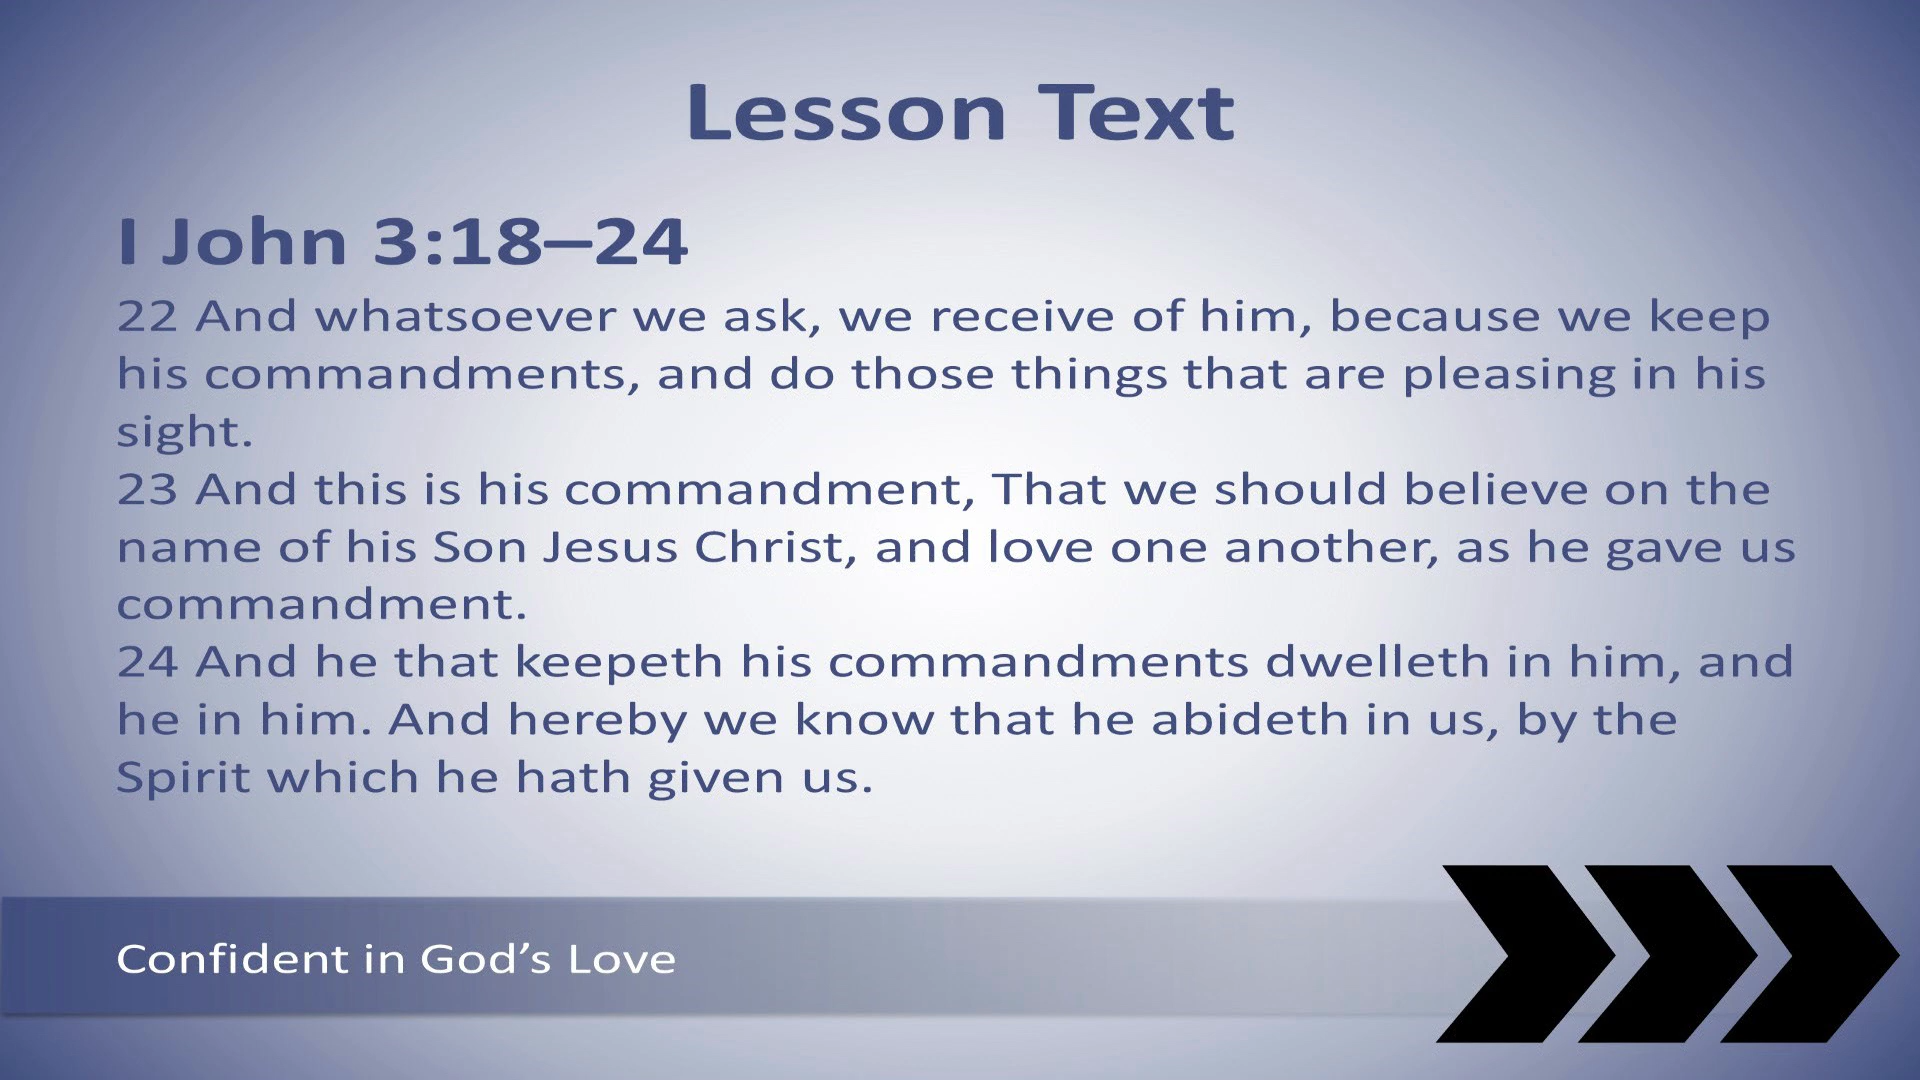 Lesson Text
I John 3:18–24
22 And whatsoever we ask, we receive of him, because we keep
his commandments, and do those things that are pleasing in his
sight.
23 And this is his commandment, That we should believe on the
name of his Son Jesus Christ, and love one another, as he gave us
commandment.
24 And he that keepeth his commandments dwelleth in him, and
he in him. And hereby we know that he abideth in us, by the
Spirit which he hath given us.
Confident in God’s Love